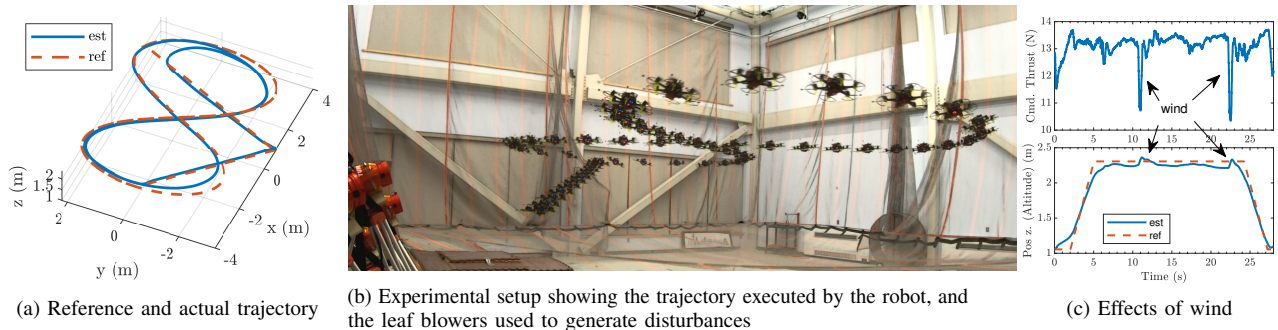 est
ref
4
2
0
-2
-4
x (m)
z (m)
2
1.5
1
2
0
-2
y (m)
(a) Reference and actual trajectory
(b) Experimental setup showing the trajectory executed by the robot, and
the leaf blowers used to generate disturbances
Cmd. Thrust (N)
14
13
12
11
10
wind
0 5 10 15 20 25
Pos z. (Altitude) (m)
2.5
2
1.5
1
est
ref
0 5 10 15 20 25
Time (s)
(c) Effects of wind